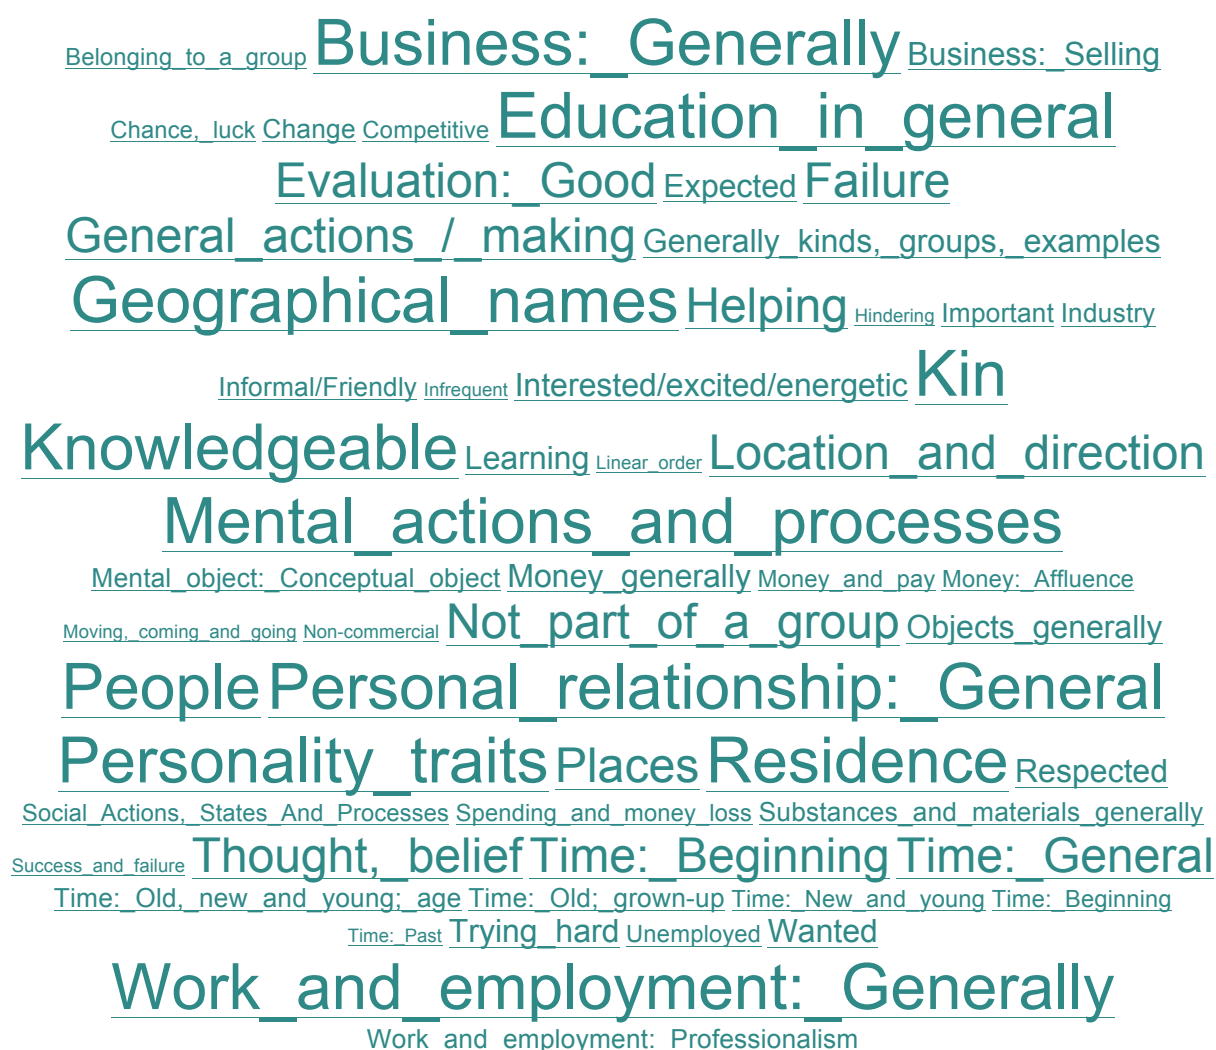 Belonging_to_a_group Business:_Generally Business:_Selling
Chance,_luck Change Competitive Education_in_general
Evaluation:_Good Expected Failure
General_actions_/_making Generally_kinds,_groups,_examples
Geographical_names Helping Hindering Important Industry
Informal/Friendly Infrequent Interested/excited/energetic Kin
Knowledgeable Learning Linear_order Location_and_direction
Mental_actions_and_processes
Mental_object:_Conceptual_object Money_generally Money_and_pay Money:_Affluence
Moving,_coming_and_going Non-commercial Not_part_of_a_group Objects_generally
People Personal_relationship:_General
Personality_traits Places Residence Respected
Social_Actions,_States_And_Processes Spending_and_money_loss Substances_and_materials_generally
Success_and_failure Thought,_belief Time:_Beginning Time:_General
Time:_Old,_new_and_young;_age Time:_Old;_grown-up Time:_New_and_young Time:_Beginning
Time:_Past Trying_hard Unemployed Wanted
Work_and_employment:_Generally
Work_and_employment:_Professionalism